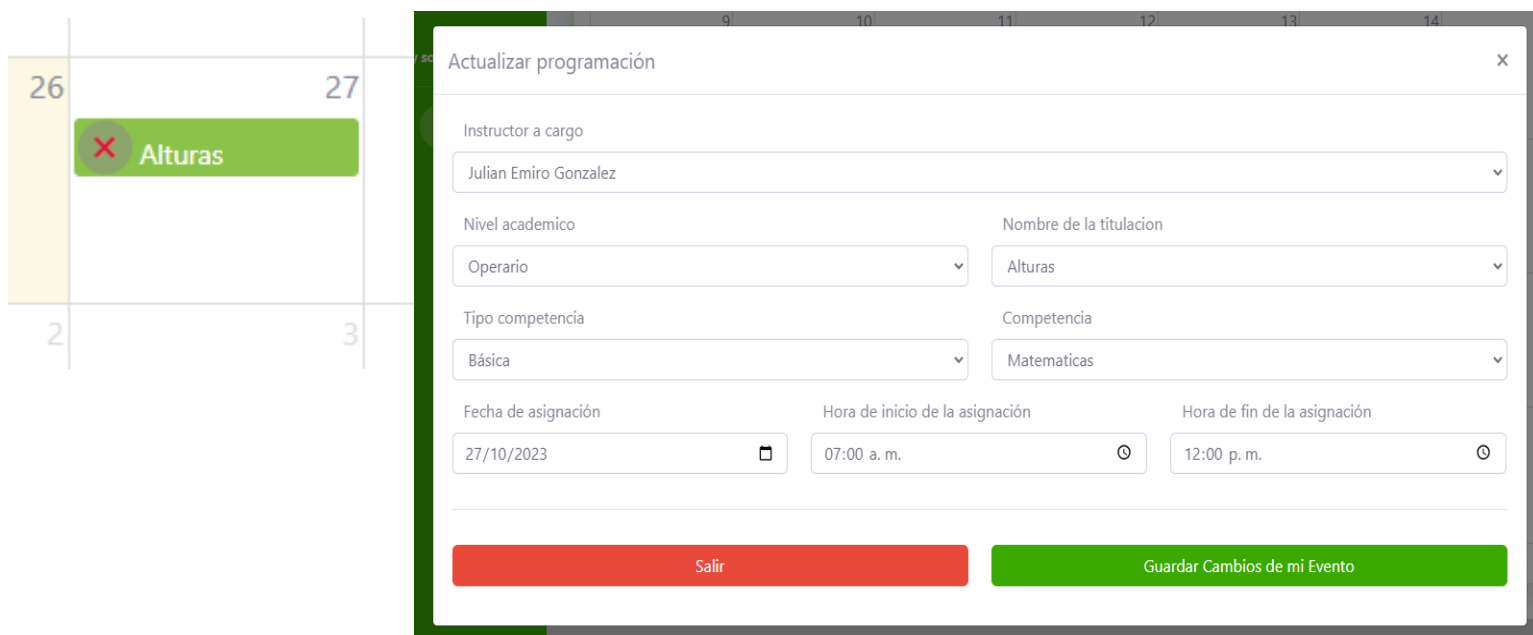 26 27
Alturas
2 3
9 10 11 12 13 14
Actualizar programación
Instructor a cargo
Julian Emiro Gonzalez
Nivel academico Nombre de la titulacion
Operario Alturas
Tipo competencia Competencia
Básica Matematicas
Fecha de asignación Hora de inicio de la asignación Hora de fin de la asignación
27/10/2023 07:00 a. m. 12:00 p. m.
Salir Guardar Cambios de mi Evento